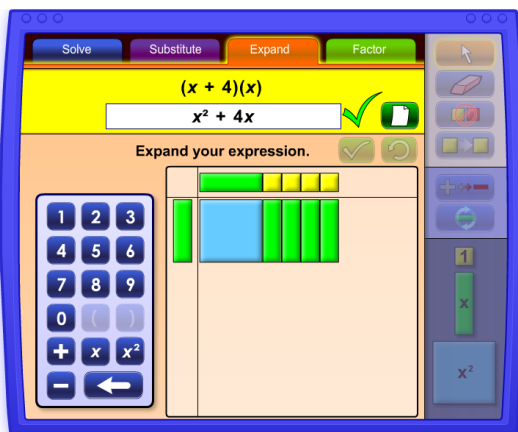 Solve
Substitute
Expand
Factor
(x + 4)(x)
x² + 4x
Expand your expression.
1 2 3
4 5 6
7 8 9
0 ( )
+ x x²
−
1
x
x²